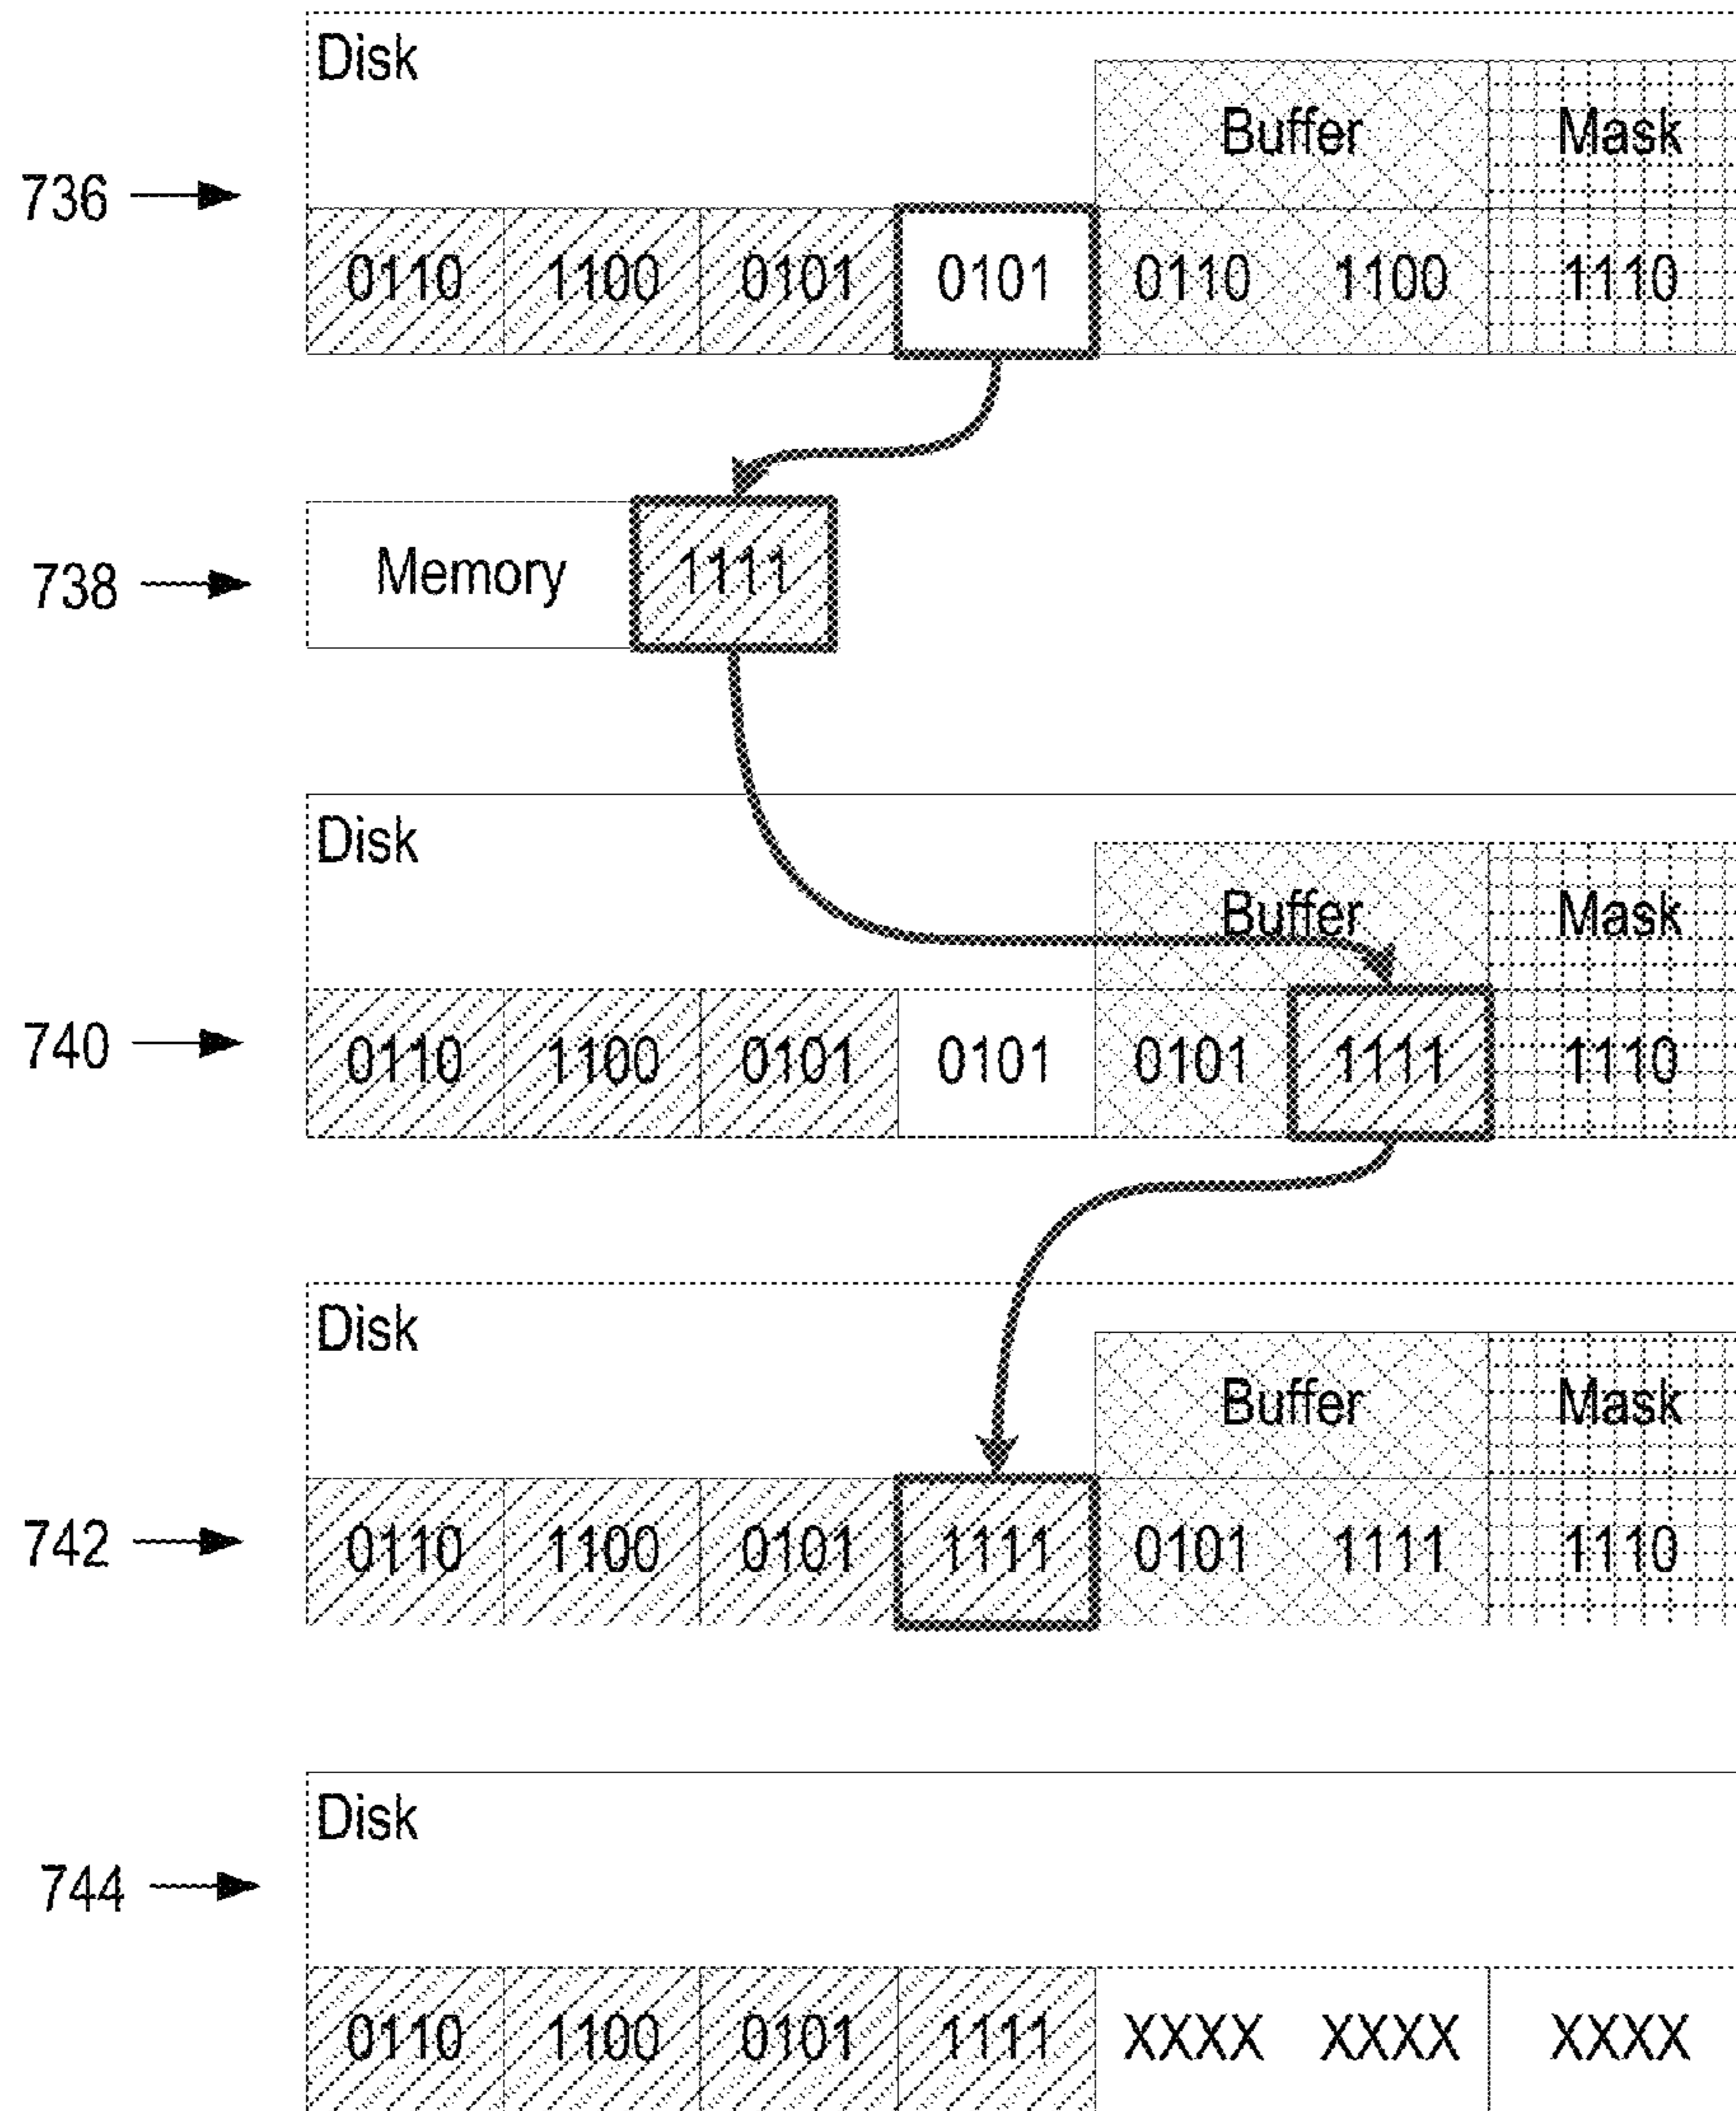 Disk
Buffer Mask
736
0110 1100 0101 0101 0110 1100 1110
738 Memory 1111
Disk
Buffer Mask
740 0110 1100 0101 0101 0101 1111 1110
Disk
Buffer Mask
742 0110 1100 0101 1111 0101 1111 1110
Disk
744
0110 1100 0101 1111 XXXX XXXX XXXX